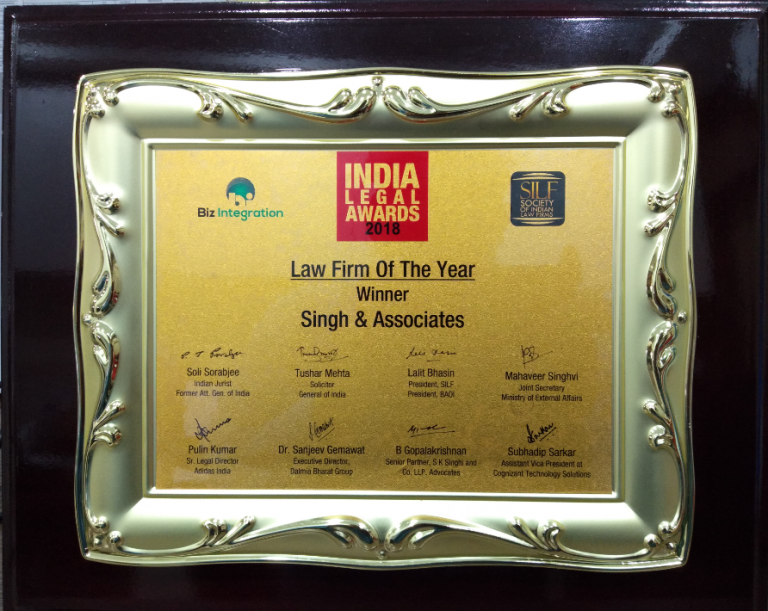 bi
Biz Integration
INDIA
LEGAL
AWARDS
2018
SILF
SOCIETY
OF INDIAN
LAW FIRMS
Law Firm Of The Year
Winner
Singh & Associates
Soli Sorabjee
Indian Jurist
Former Att. Gen. of India
Tushar Mehta
Solicitor
General of India
Lalit Bhasin
President, SILF
President, BAOI
Mahaveer Singhvi
Joint Secretary
Ministry of External Affairs
Pulin Kumar
Sr. Legal Director
Adidas India
Dr. Sanjeev Gemawat
Executive Director,
Dalmia Bharat Group
B Gopalakrishnan
Senior Parther, S K Singhi and
Co. LLP, Advocates
Subhadip Sarkar
Assistant Vice President at
Cognizant Technology Solutions